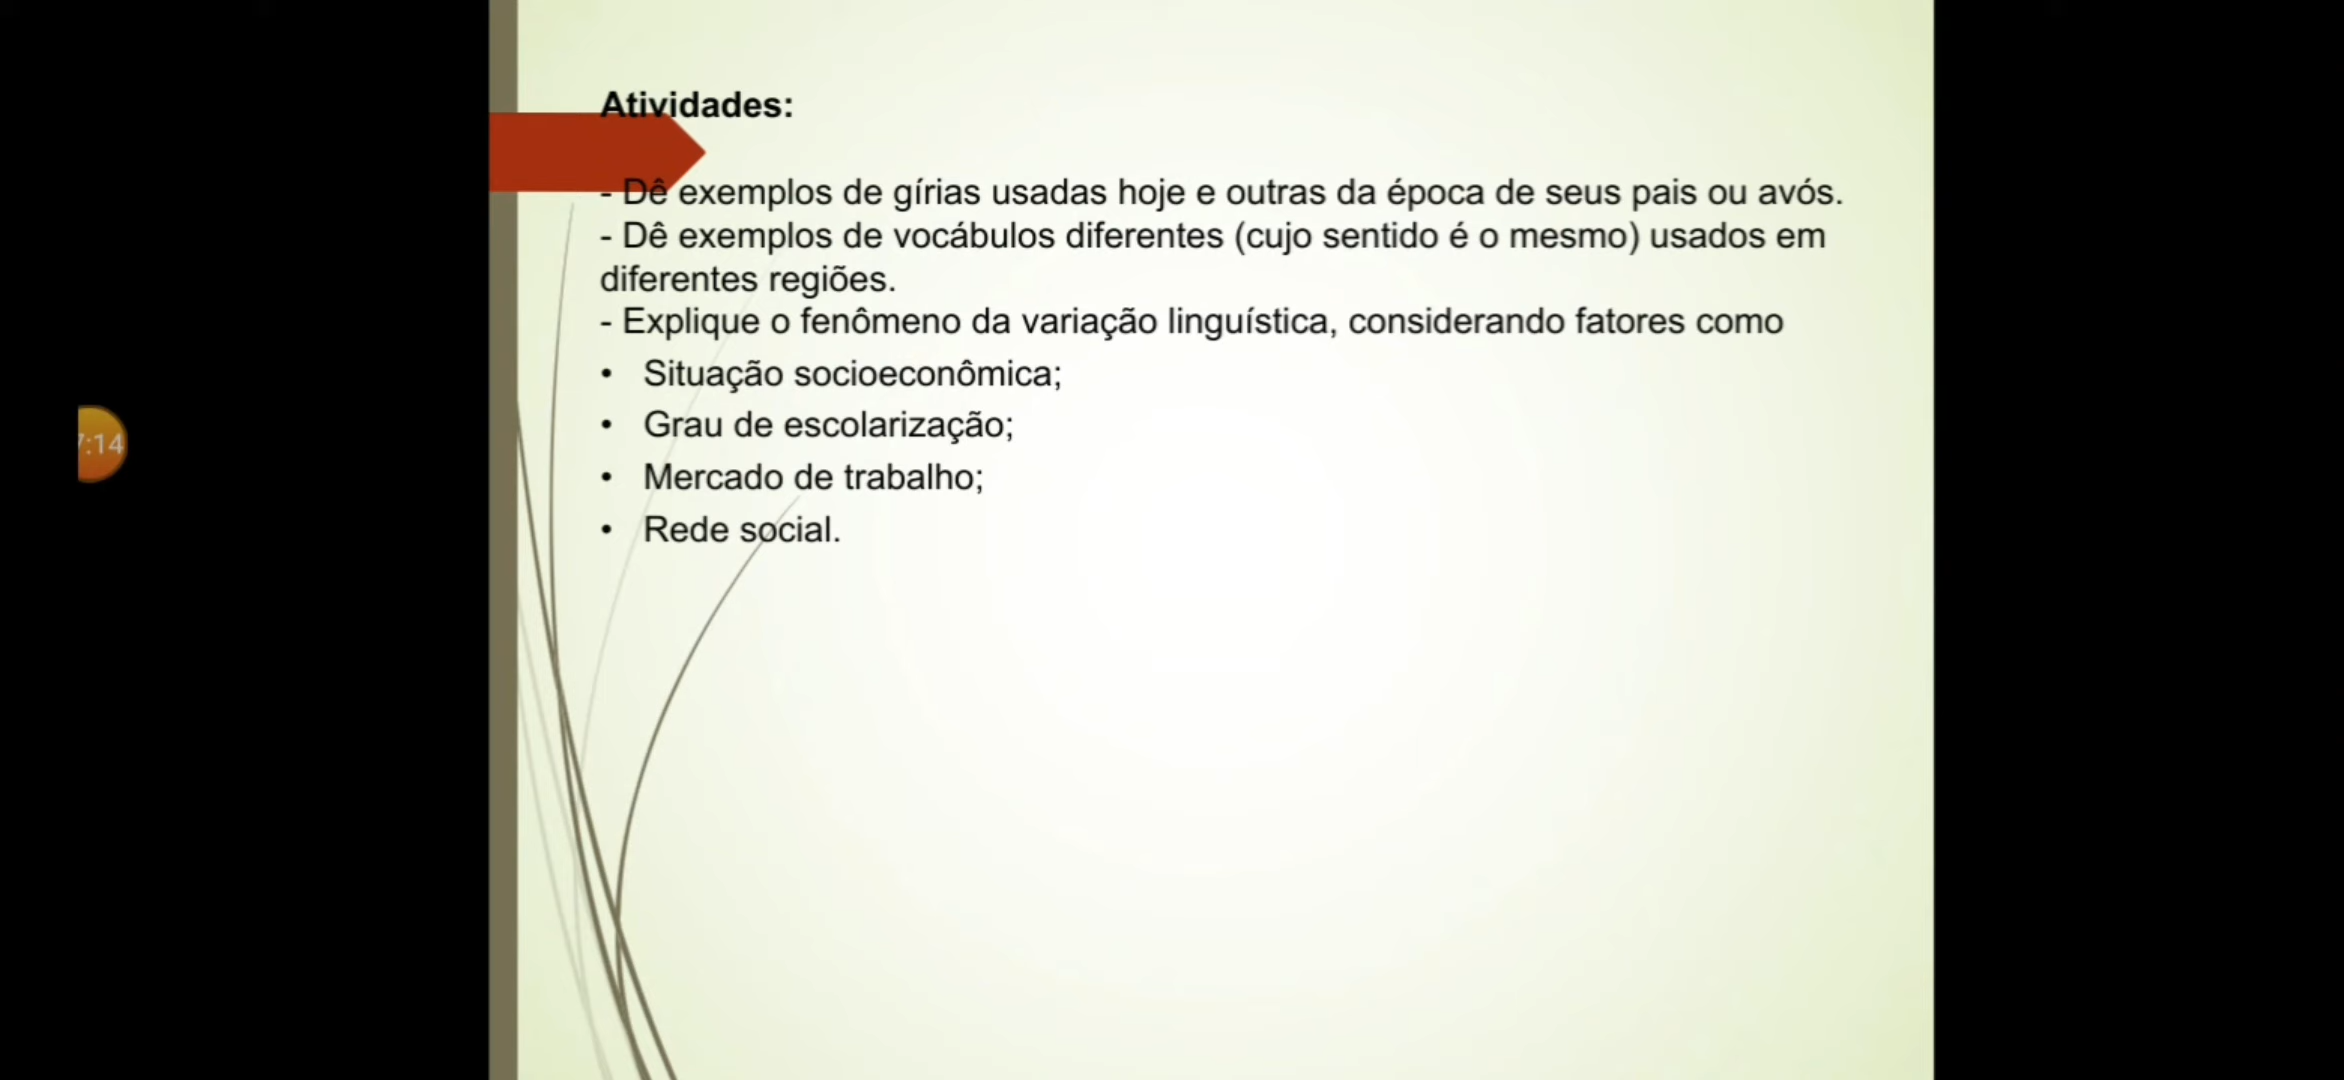 Atividades:
- Dê exemplos de gírias usadas hoje e outras da época de seus pais ou avós.
- Dê exemplos de vocábulos diferentes (cujo sentido é o mesmo) usados em
diferentes regiões.
- Explique o fenômeno da variação linguística, considerando fatores como
• Situação socioeconômica;
• Grau de escolarização;
• Mercado de trabalho;
• Rede social.
7:14